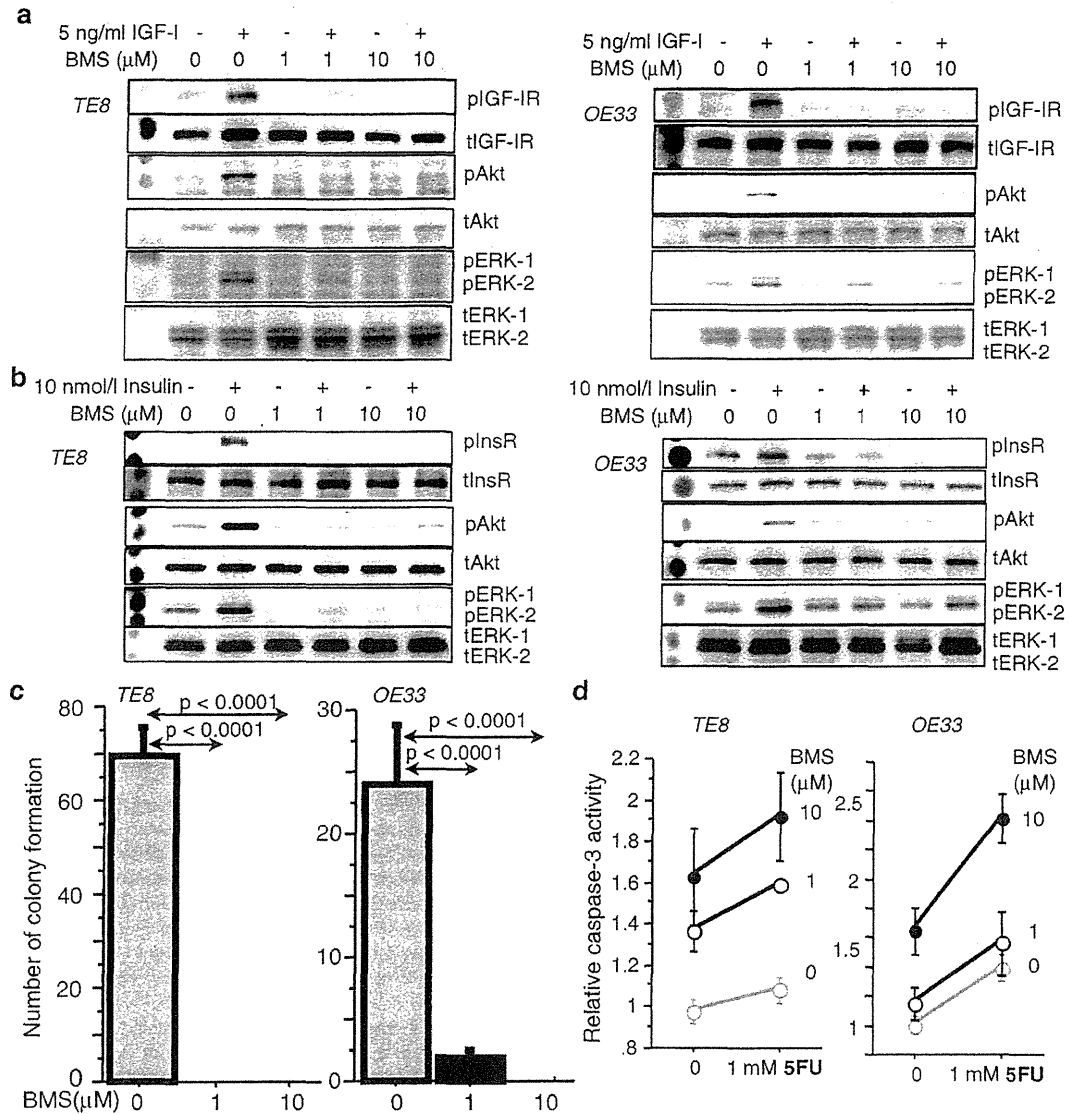 a
5 ng/ml IGF-I - + - + - +
BMS (μM) 0 0 1 1 10 10
TE8
pIGF-IR
tIGF-IR
pAkt
tAkt
pERK-1
pERK-2
tERK-1
tERK-2
5 ng/ml IGF-I - + - + - +
BMS (μM) 0 0 1 1 10 10
OE33
pIGF-IR
tIGF-IR
pAkt
tAkt
pERK-1
pERK-2
tERK-1
tERK-2
b
10 nmol/l Insulin - + - + - +
BMS (μM) 0 0 1 1 10 10
TE8
pInsR
tInsR
pAkt
tAkt
pERK-1
pERK-2
tERK-1
tERK-2
10 nmol/l Insulin - + - + - +
BMS (μM) 0 0 1 1 10 10
OE33
pInsR
tInsR
pAkt
tAkt
pERK-1
pERK-2
tERK-1
tERK-2
c
TE8
p < 0.0001
p < 0.0001
Number of colony formation
80
70
60
50
40
30
20
10
0
BMS(μM) 0 1 10
OE33
p < 0.0001
p < 0.0001
30
20
10
0
0 1 10
d
TE8
BMS
(μM)
Relative caspase-3 activity
2.2
2
1.8
1.6
1.4
1.2
1
.8
10
1
0
0 1 mM 5FU
OE33
BMS
(μM)
2.5
2
1.5
1
10
1
0
0 1 mM 5FU